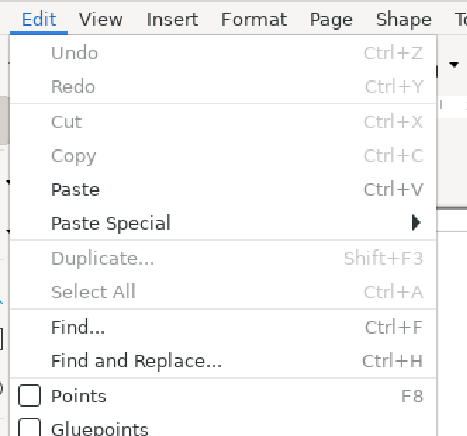 Edit View Insert Format Page Shape
Undo Ctrl+Z
Redo Ctrl+Y
Cut Ctrl+X
Copy Ctrl+C
Paste Ctrl+V
Paste Special
Duplicate... Shift+F3
Select All Ctrl+A
Find... Ctrl+F
Find and Replace... Ctrl+H
Points F8
Gluepoints